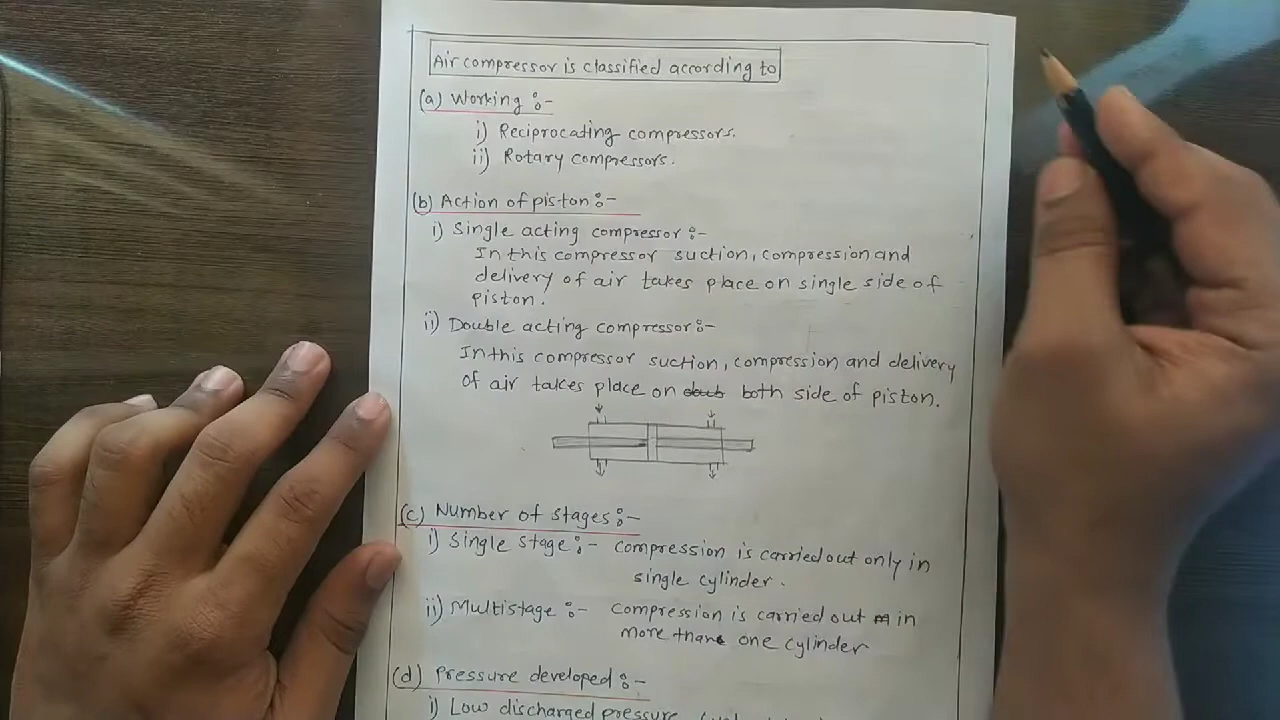 Air compressor is classified according to
(a) Working :-
i) Reciprocating compressors.
ii) Rotary compressors.
(b) Action of piston :-
i) Single acting compressor :-
In this compressor suction, compression and
delivery of air takes place on single side of
piston.
ii) Double acting compressor :-
In this compressor suction, compression and delivery
of air takes place on both side of piston.
(c) Number of stages :-
i) Single stage :- compression is carried out only in
single cylinder.
ii) Multistage :- compression is carried out in
more than one cylinder
(d) Pressure developed :-
i) Low discharged pressure